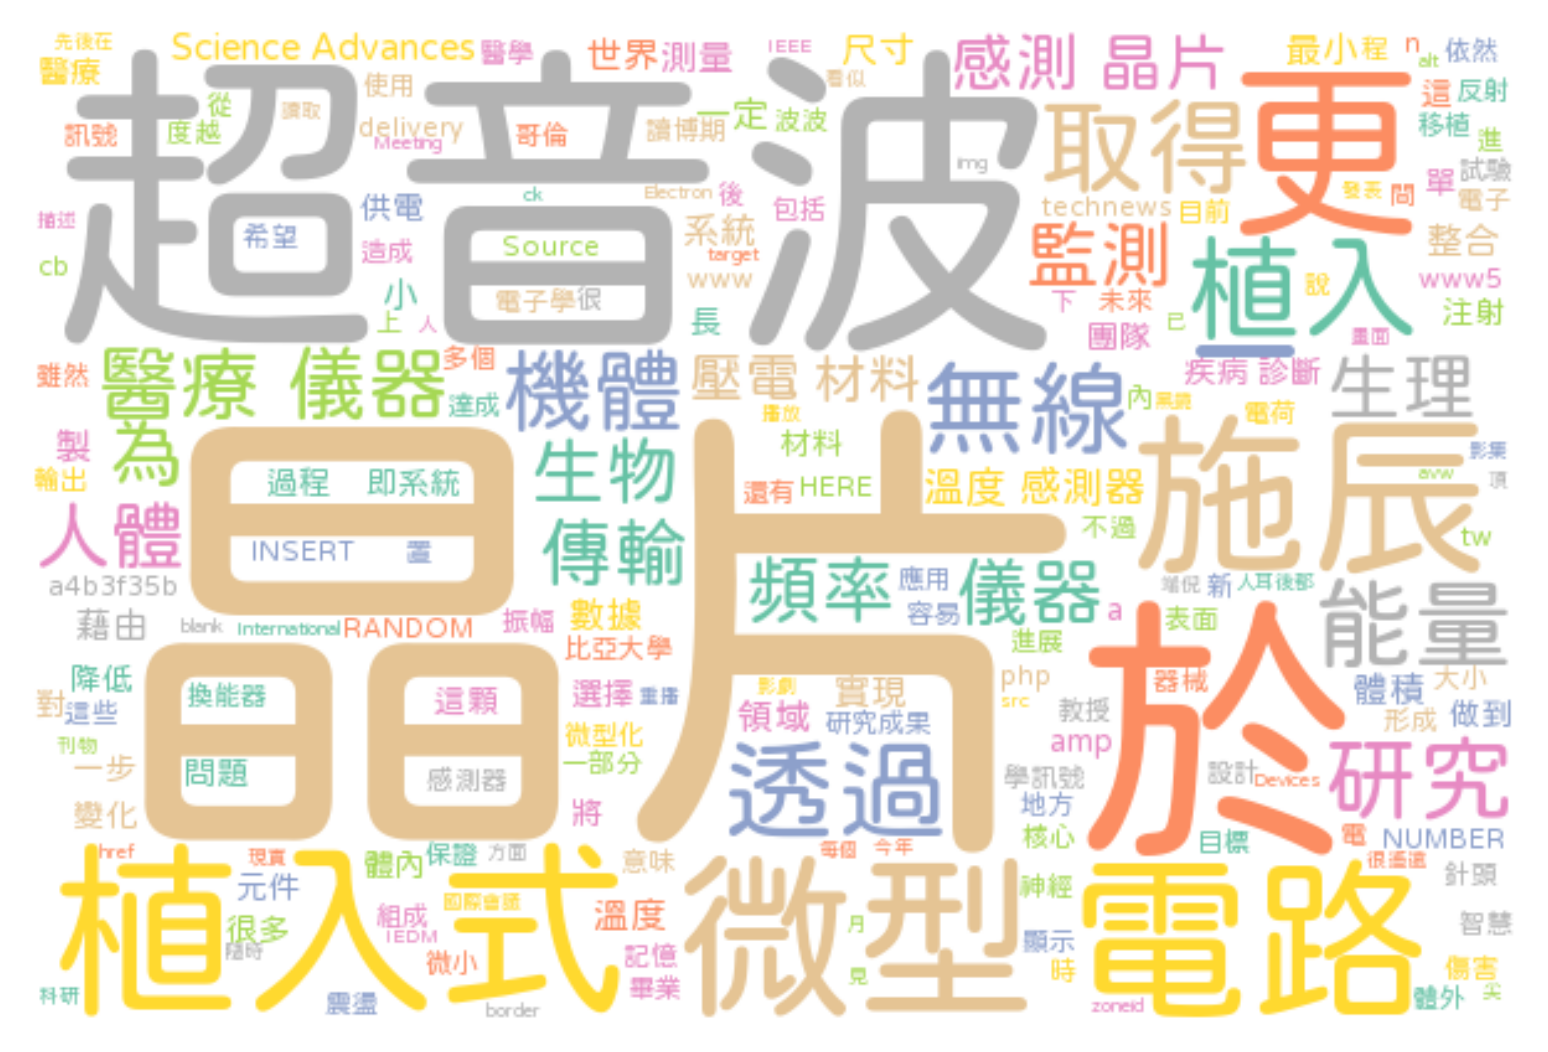 先後在 Science Advances 醫學 世界 測量 IEEE 尺寸 感測 晶片 最小 程 n alt 依然
醫療 從 讀取 使用 看似 這 反射
超音波 更
訊號 度越 delivery Meeting 哥倫 讀博期 一定 波波 img 取得 移植 進
ck Electron 後 包括 technews 目前 發表 間 單 試驗 電子
描述 希望 供電 造成 Source 系統 target 監測 植入 整合
cb 小 電子學 很 www 下 未來 說 www5
上 人 長 團隊 已 畫面 注射
雖然 醫療 儀器 多個 機體 壓電 材料 無線 疾病 診斷 生理
達成 播放 內 黑鏡 電荷
製 為 過程 即系統 生物 材料 施辰 影集
輸出 還有 HERE 溫度 感測器 avw 頂
晶片
人體 INSERT 置 傳輸 不過 tw
a4b3f35b 頻率 應用 儀器 端倪 新 人耳後都 能量
藉由 blank International RANDOM 振幅 數據 容易 a 表面
比亞大學 進展 於
降低 換能器 這顆 選擇 重播 影劇 實現 php src 器械 體積 大小
對 這些 領域 研究成果 教授 形成 做到
刊物 微型化 amp
一步 問題 感測器 一部分 透過 學訊號 設計 Devices 研究
變化 將 地方
href 現實 體內 保證 方面 意味 每個 今年 核心 目標 電 NUMBER
很遙遠
植入式 元件 國際會議 微型 神經 電路 針頭
很多 組成 溫度 月 智慧
隨時 IEDM 微小 記憶 顯示
科研 震盪 border 畢業 見 時 zoneid 體外 傷害 尖